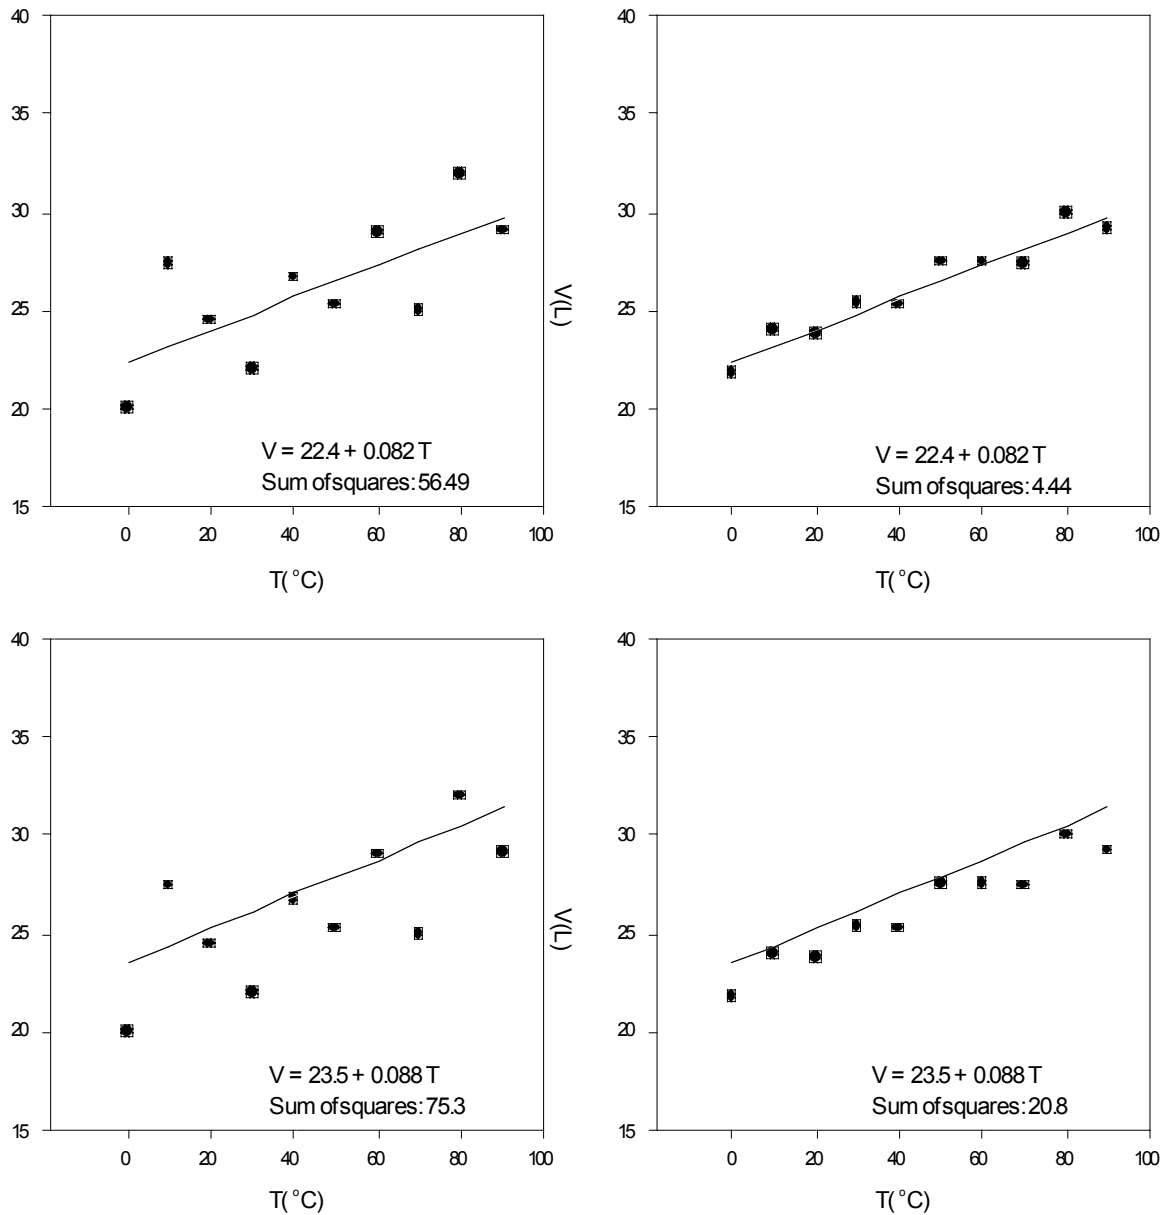 40
35
30
25
20
15
0 20 40 60 80 100
T(°C)
V = 22.4 + 0.082 T
Sum of squares: 56.49
40
35
30
25
20
15
V(L)
0 20 40 60 80 100
T(°C)
V = 22.4 + 0.082 T
Sum of squares: 4.44
40
35
30
25
20
15
0 20 40 60 80 100
T(°C)
V = 23.5 + 0.088 T
Sum of squares: 75.3
40
35
30
25
20
15
V(L)
0 20 40 60 80 100
T(°C)
V = 23.5 + 0.088 T
Sum of squares: 20.8